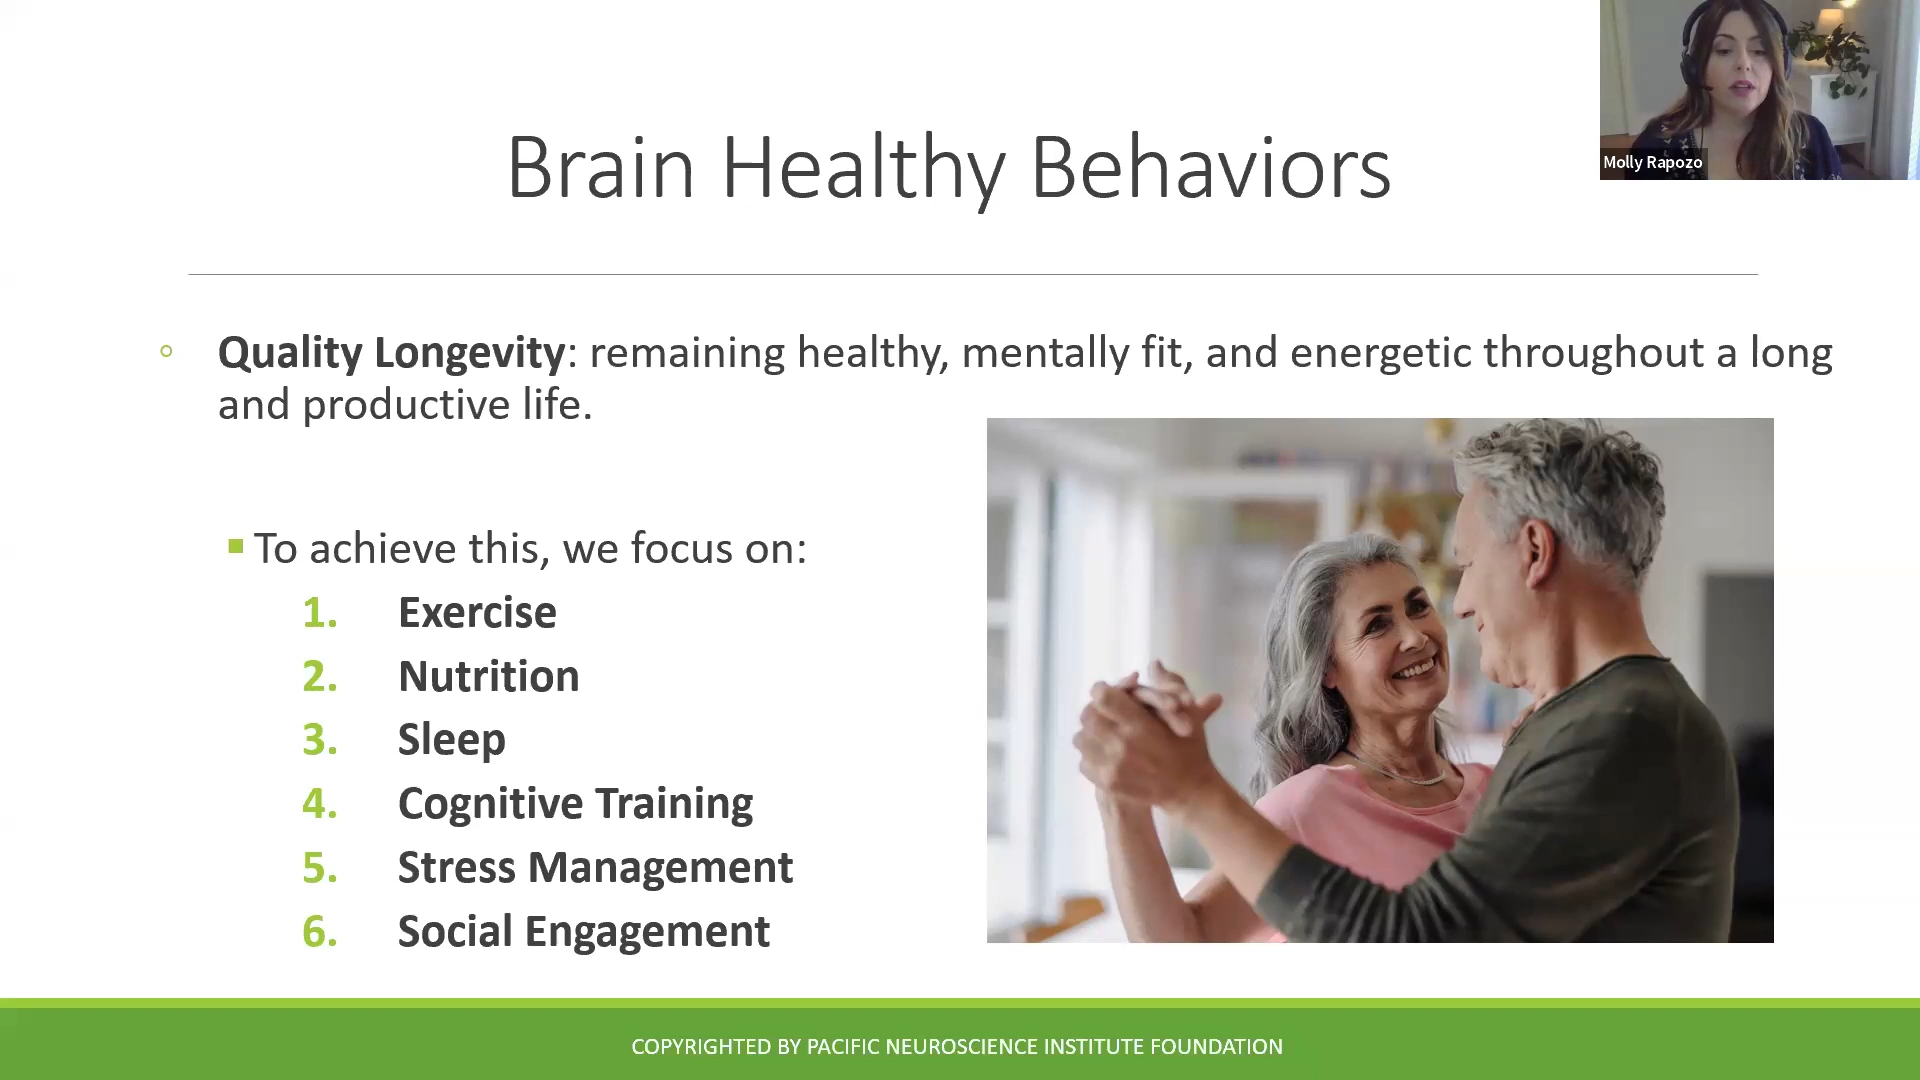 Brain Healthy Behaviors
Molly Rapozo
Quality Longevity: remaining healthy, mentally fit, and energetic throughout a long
and productive life.
To achieve this, we focus on:
1. Exercise
2. Nutrition
3. Sleep
4. Cognitive Training
5. Stress Management
6. Social Engagement
COPYRIGHTED BY PACIFIC NEUROSCIENCE INSTITUTE FOUNDATION